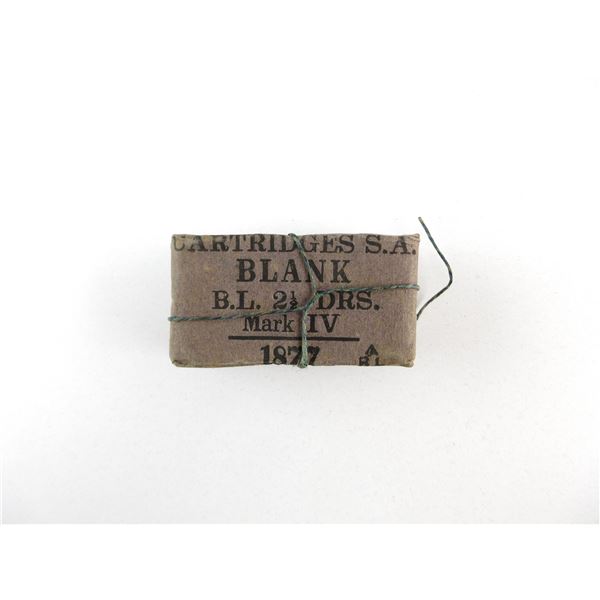 CARTRIDGES S.A.
BLANK
B.L. 2½ DRS.
Mark IV
1877